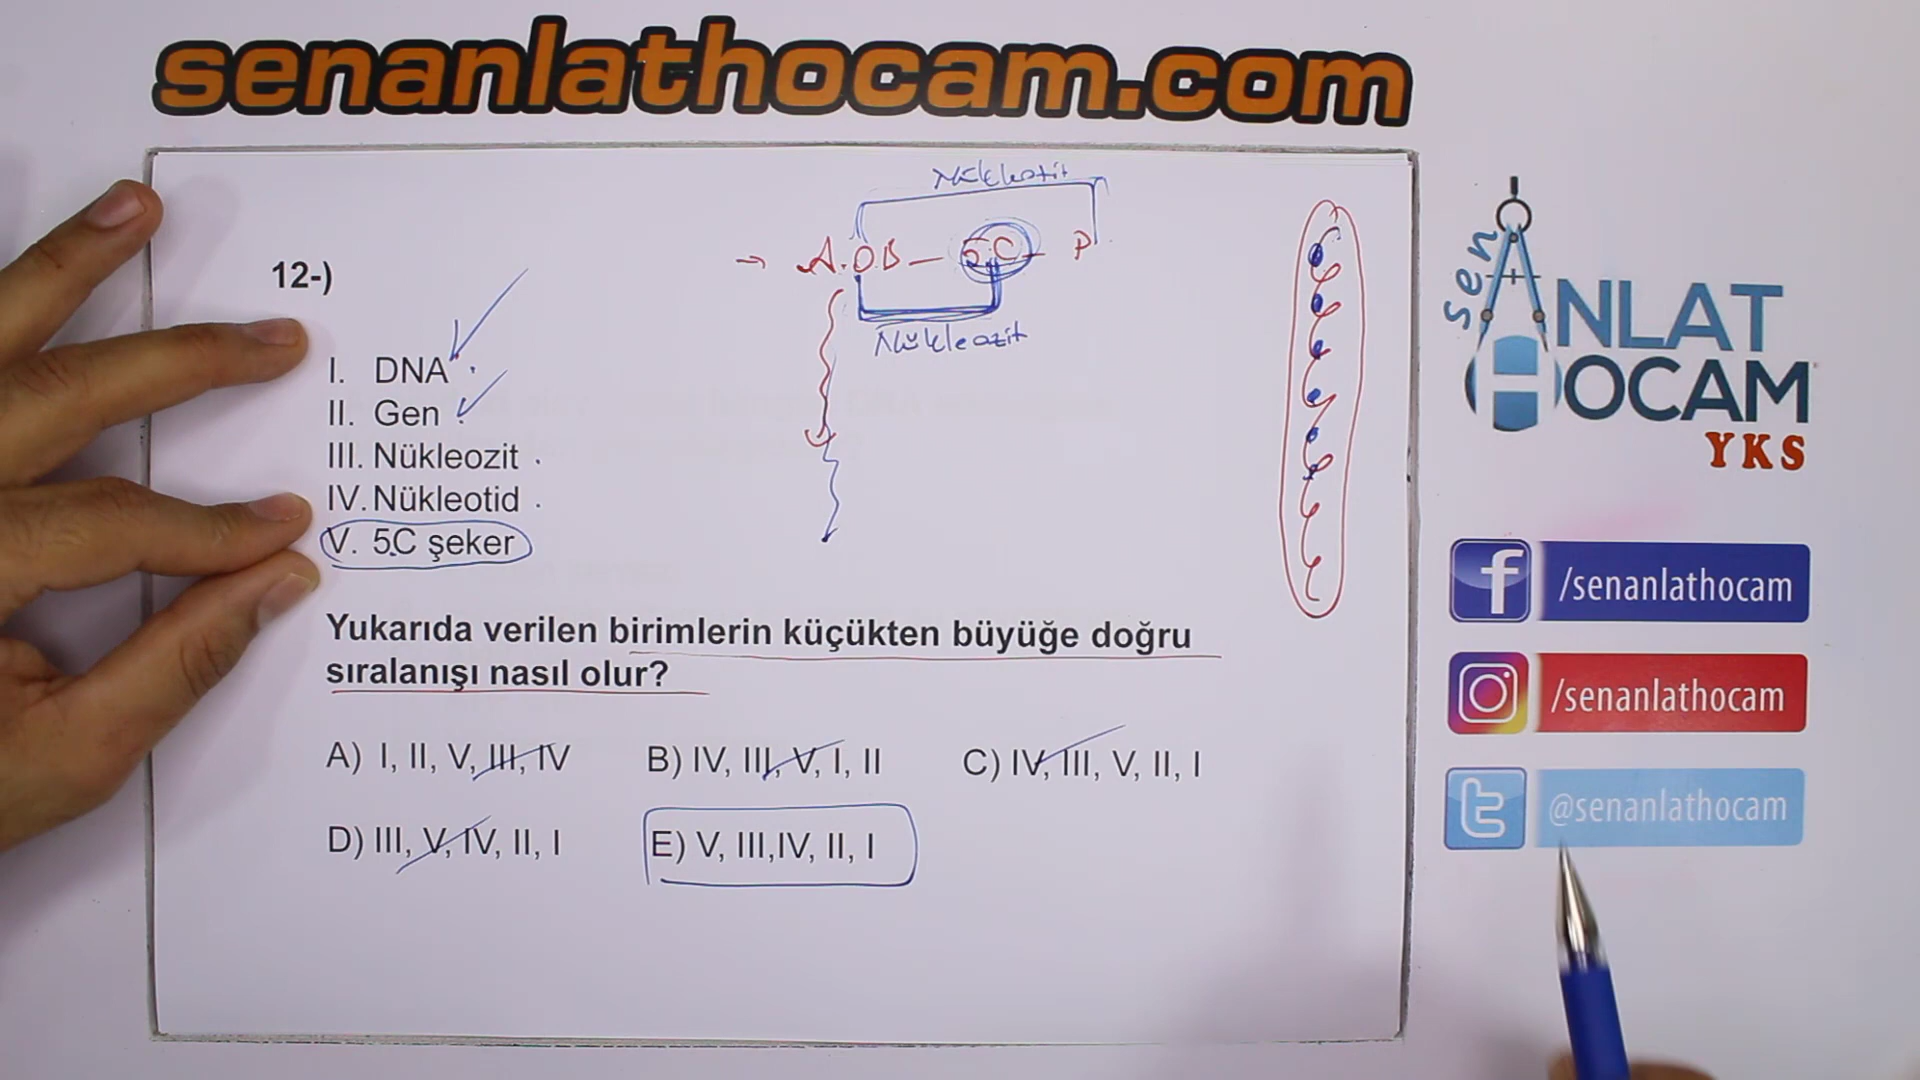 senanlathocam.com
Nükleotit
12-)
→ A.O.B – 5C – P
Nükleozit
I. DNA
II. Gen
III. Nükleozit
IV. Nükleotid
V. 5C şeker
Yukarıda verilen birimlerin küçükten büyüğe doğru
sıralanışı nasıl olur?
A) I, II, V, III, IV B) IV, III, V, I, II C) IV, III, V, II, I
D) III, V, IV, II, I E) V, III,IV, II, I
sen
ANLAT
HOCAM
YKS
f /senanlathocam
/senanlathocam
t @senanlathocam